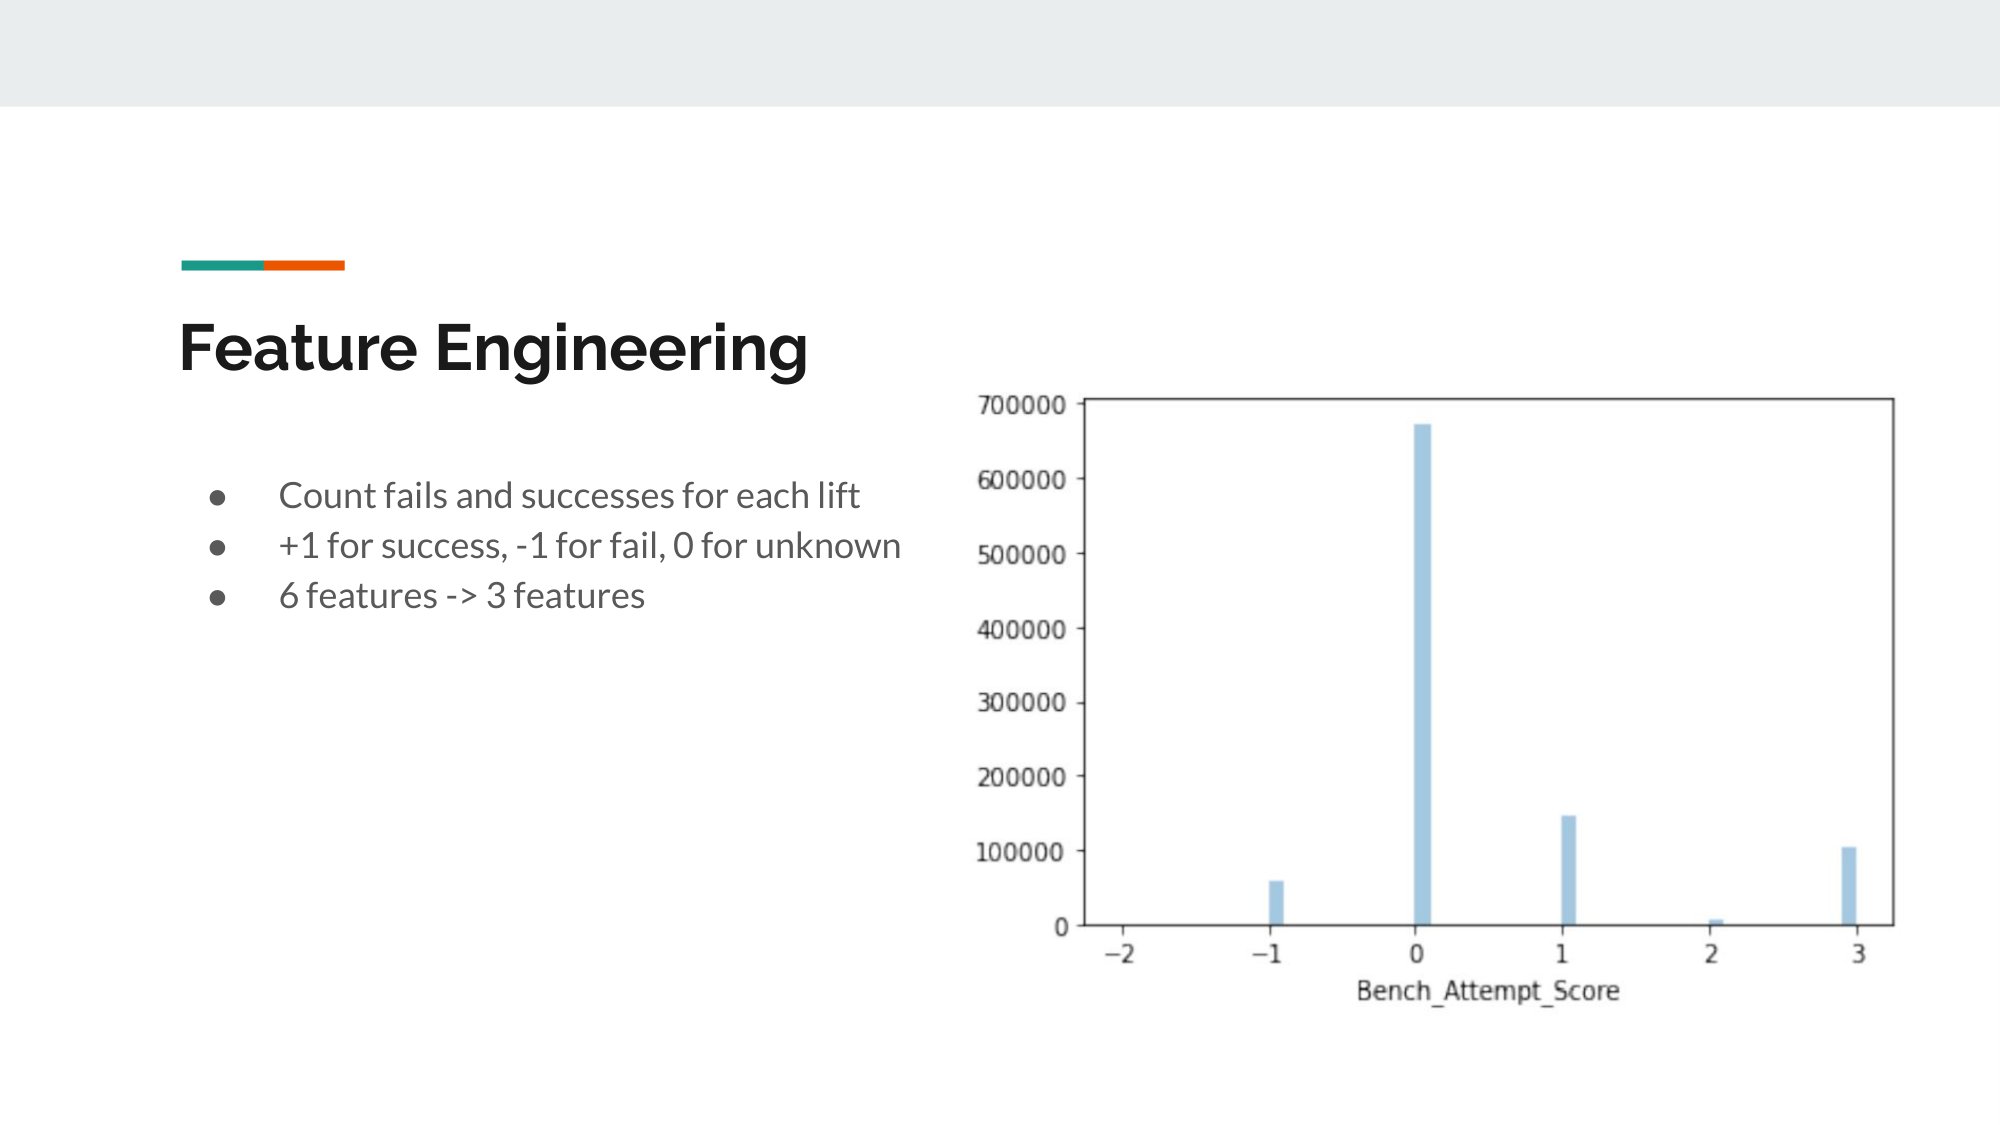 Feature Engineering
● Count fails and successes for each lift
● +1 for success, -1 for fail, 0 for unknown
● 6 features -> 3 features
700000
600000
500000
400000
300000
200000
100000
0
−2 −1 0 1 2 3
Bench_Attempt_Score